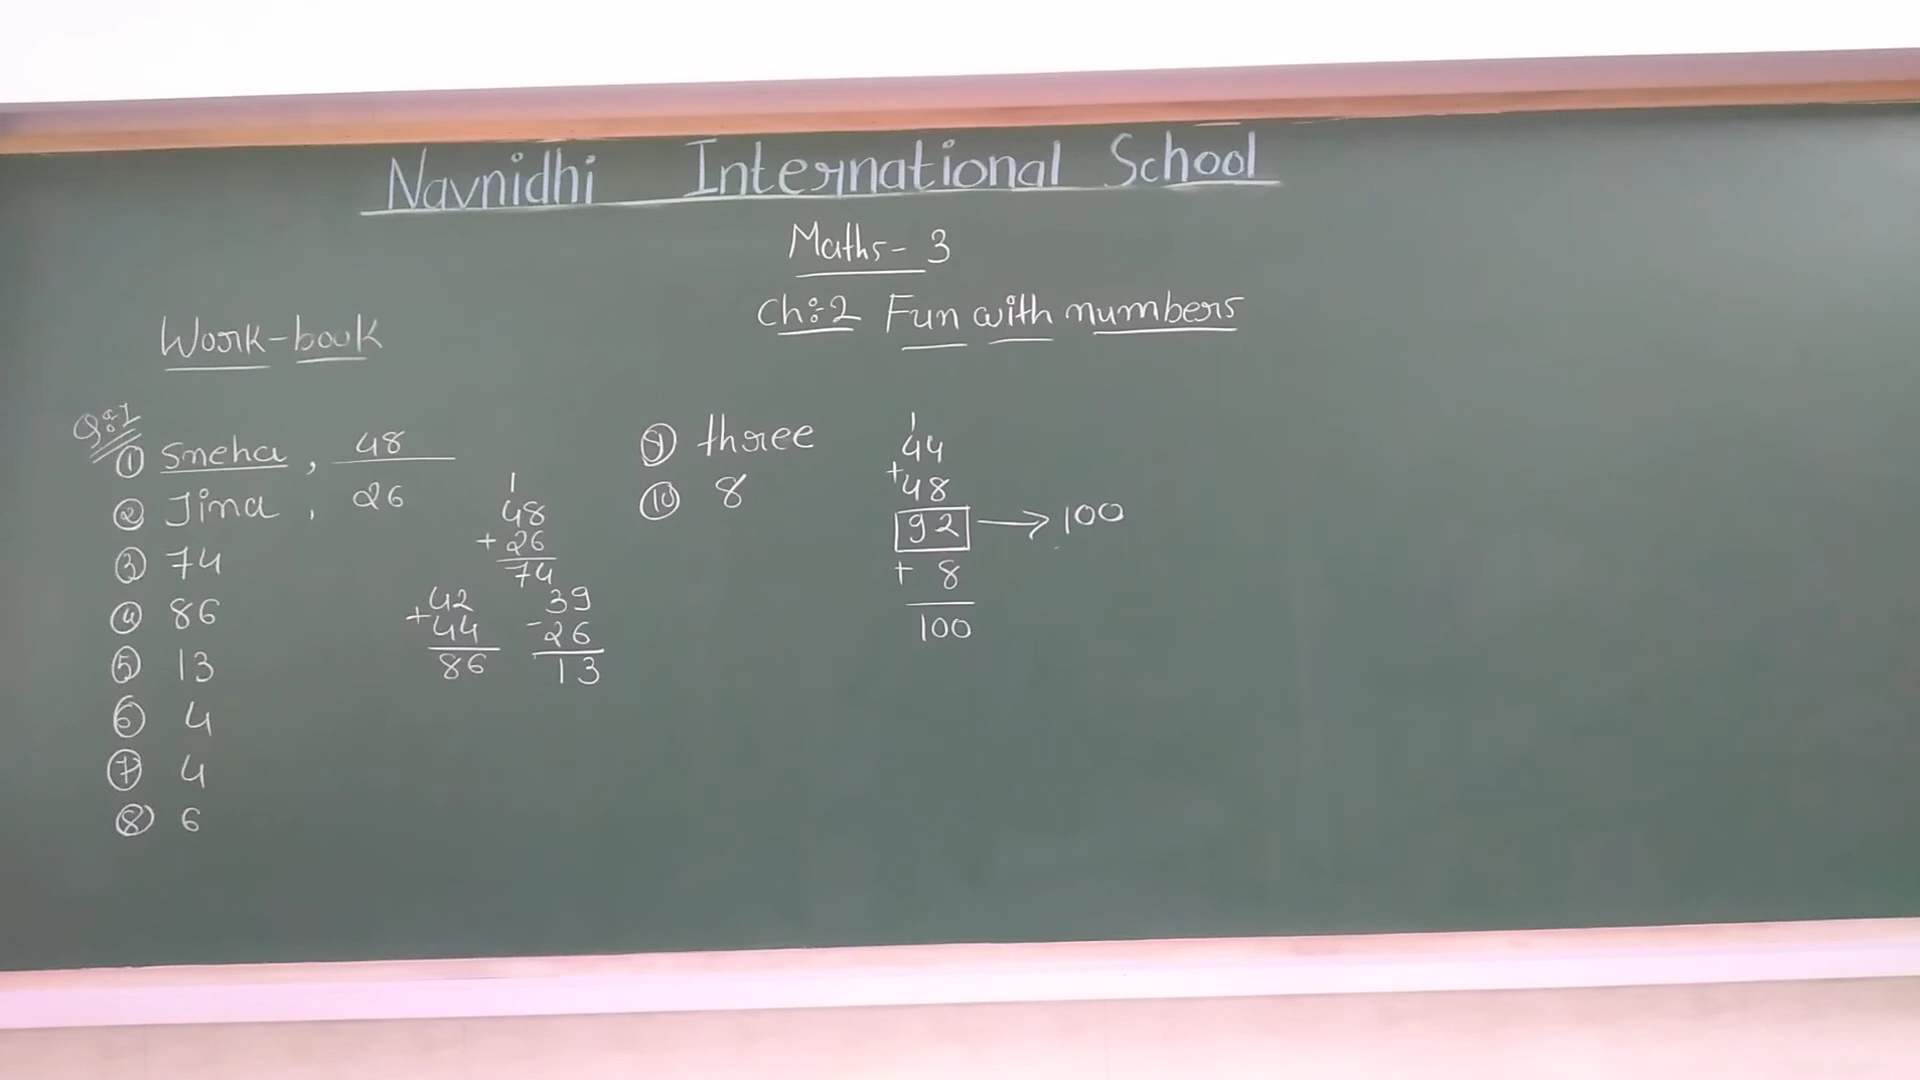 Navnidhi International School
Maths- 3
Ch:2 Fun with numbers
Work-book
Q:1
① Sneha, 48
② Jina, 26
③ 74
④ 86
⑤ 13
⑥ 4
⑦ 4
⑧ 6
1
48
+ 26
74
42
+44
86
39
-26
13
⑨ three
⑩ 8
1
44
+48
92 → 100
+ 8
100